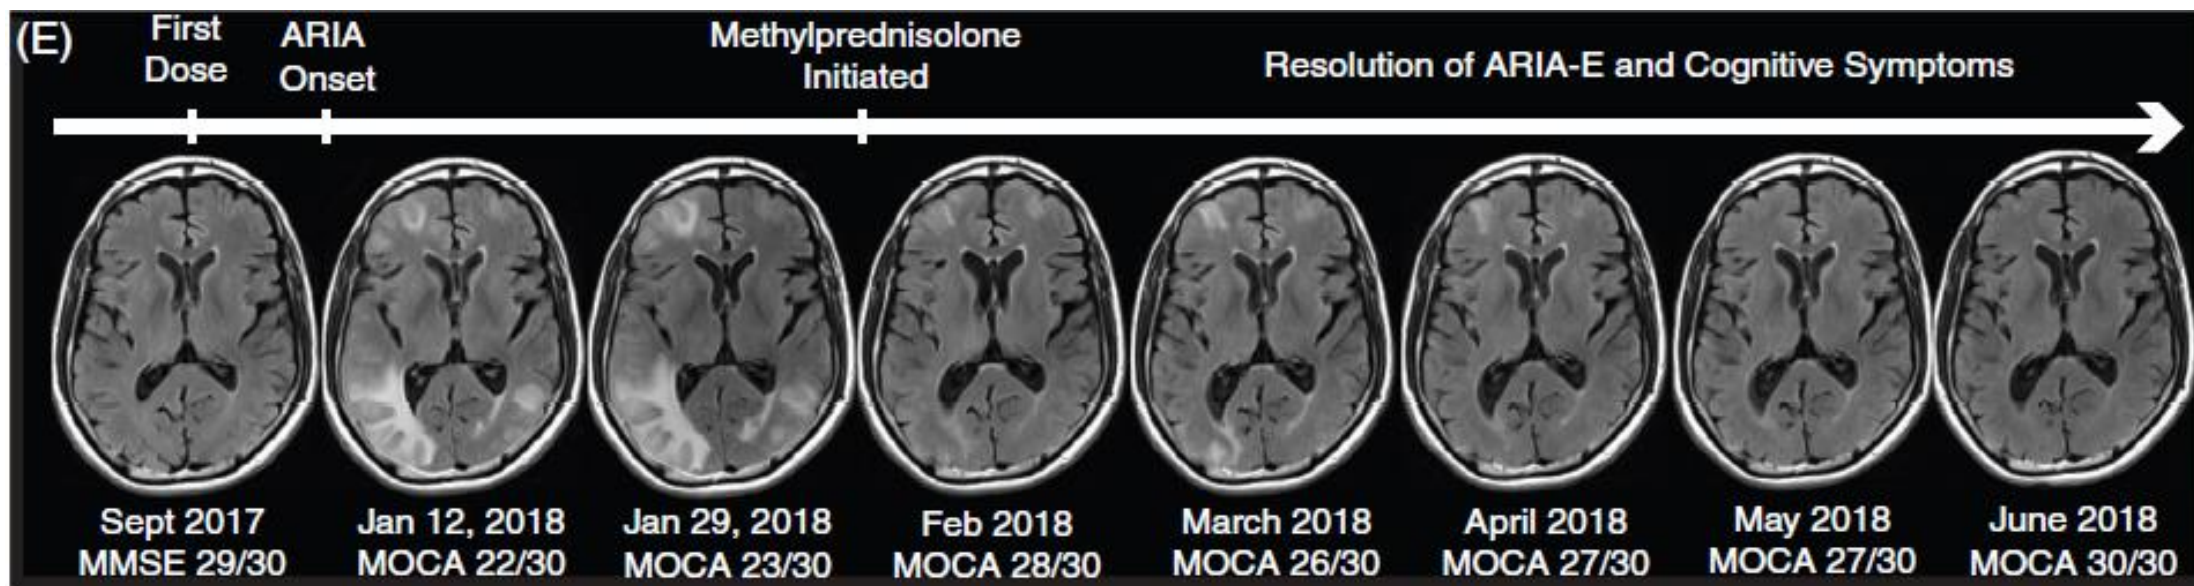 (E)
First
Dose
ARIA
Onset
Methylprednisolone
Initiated
Resolution of ARIA-E and Cognitive Symptoms
Sept 2017
MMSE 29/30
Jan 12, 2018
MOCA 22/30
Jan 29, 2018
MOCA 23/30
Feb 2018
MOCA 28/30
March 2018
MOCA 26/30
April 2018
MOCA 27/30
May 2018
MOCA 27/30
June 2018
MOCA 30/30